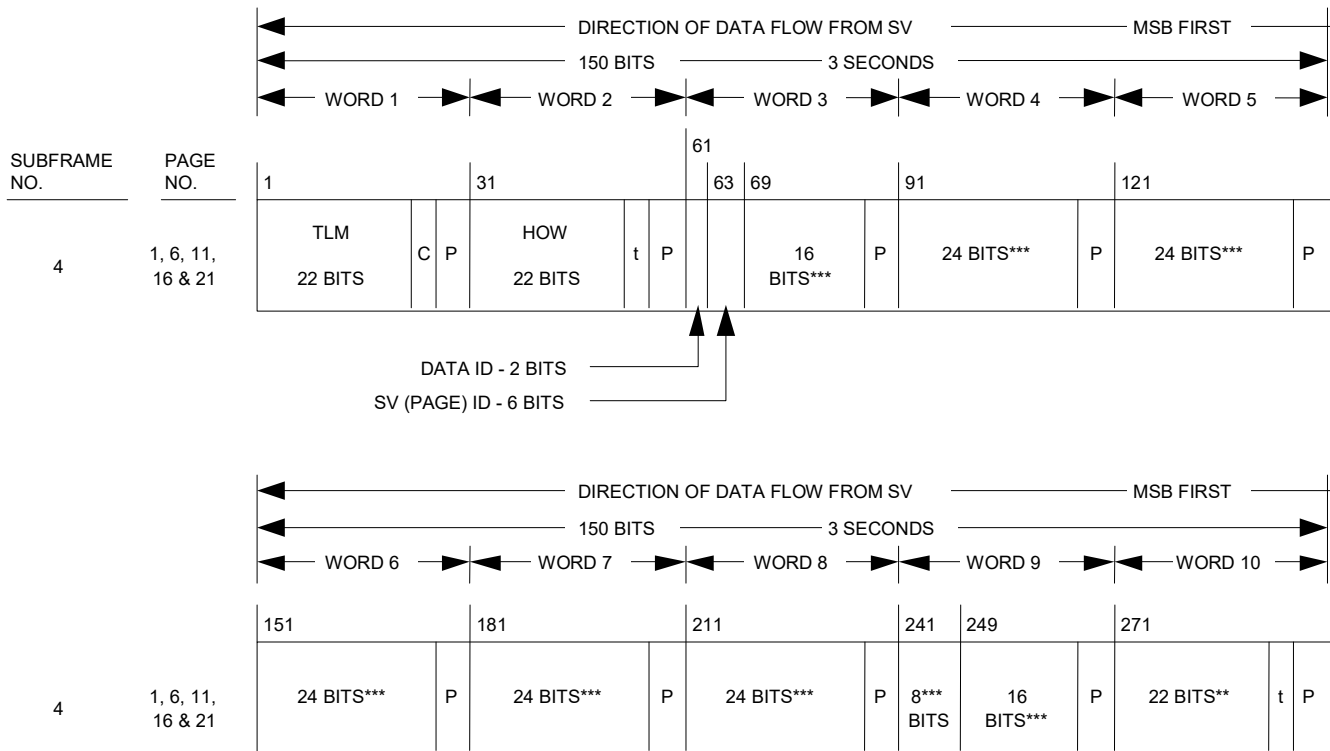 DIRECTION OF DATA FLOW FROM SV MSB FIRST
150 BITS 3 SECONDS
WORD 1 WORD 2 WORD 3 WORD 4 WORD 5
61
SUBFRAME PAGE
NO. NO.
1 31 63 69 91 121
TLM HOW
4 1, 6, 11, C P t P 16 P 24 BITS*** P 24 BITS*** P
16 & 21 22 BITS 22 BITS BITS***
DATA ID - 2 BITS
SV (PAGE) ID - 6 BITS
DIRECTION OF DATA FLOW FROM SV MSB FIRST
150 BITS 3 SECONDS
WORD 6 WORD 7 WORD 8 WORD 9 WORD 10
151 181 211 241 249 271
4 1, 6, 11, 24 BITS*** P 24 BITS*** P 24 BITS*** P 8*** 16 P 22 BITS** t P
16 & 21 BITS BITS***